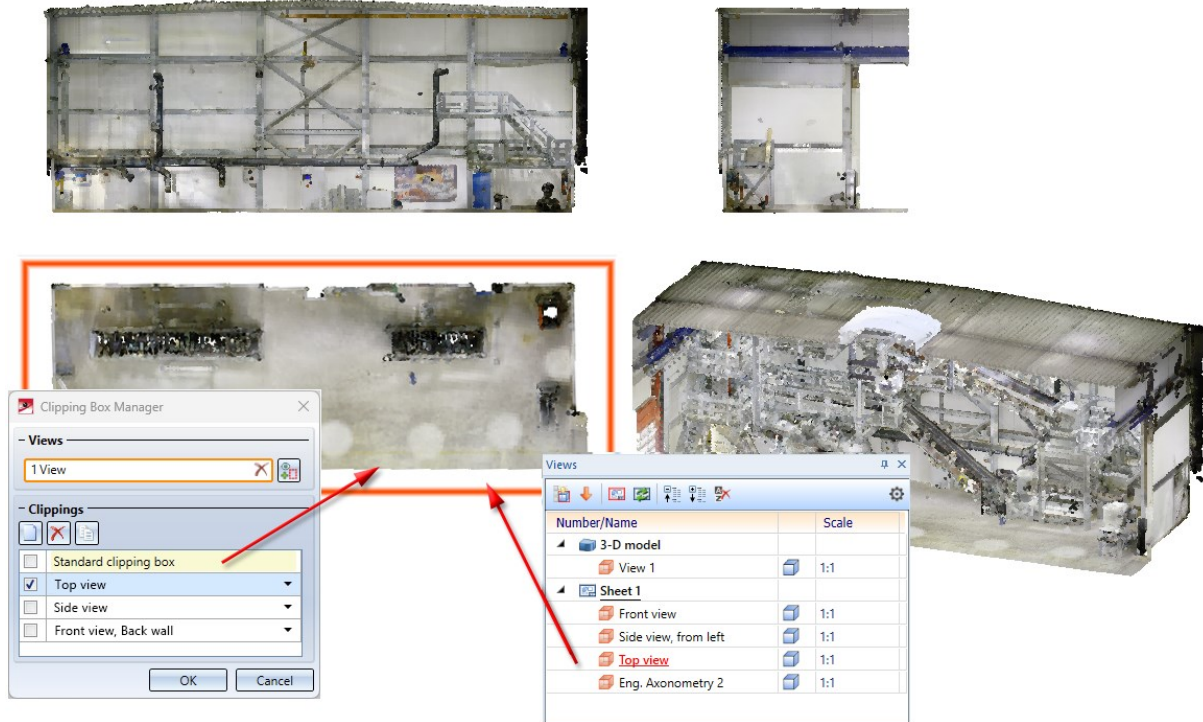 Clipping Box Manager
Views
1 View
Clippings
Standard clipping box
Top view
Side view
Front view, Back wall
OK
Cancel
Views
Number/Name Scale
3-D model
View 1 1:1
Sheet 1
Front view 1:1
Side view, from left 1:1
Top view 1:1
Eng. Axonometry 2 1:1